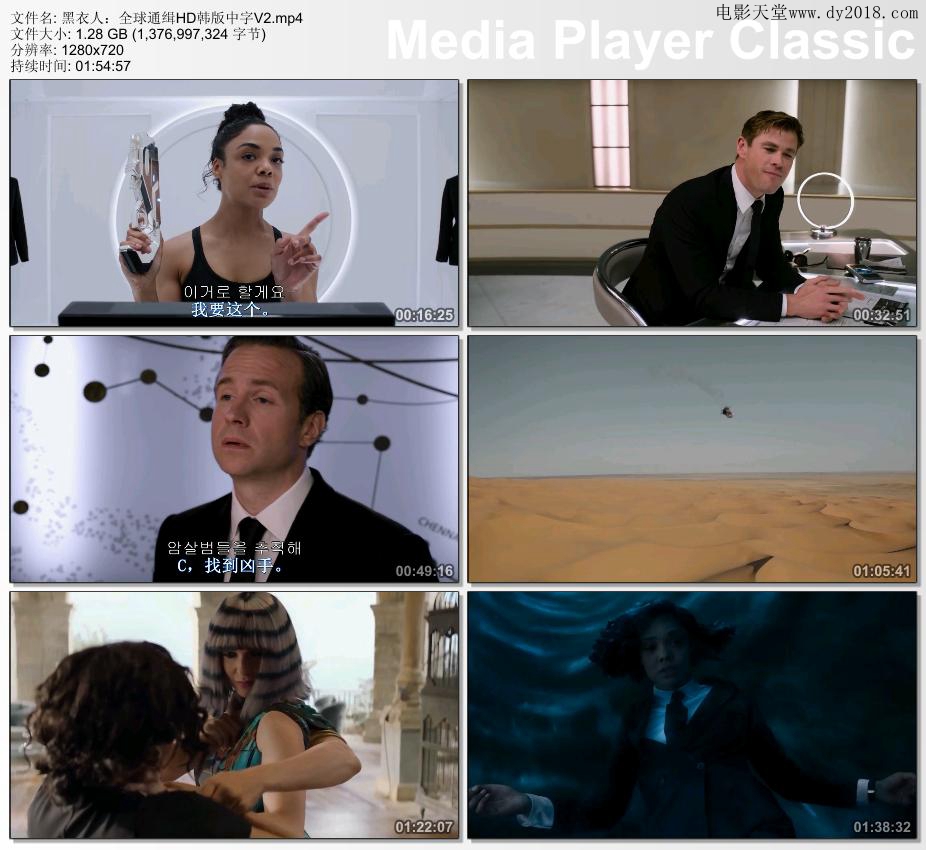 文件名: 黑衣人：全球通缉HD韩版中字V2.mp4
电影天堂www.dy2018.com
文件大小: 1.28 GB (1,376,997,324 字节)
Media Player Classic
分辨率: 1280x720
持续时间: 01:54:57
이거로 할게요
我要这个。
00:16:25
00:32:51
CHENNA
암살범들을 추적해
C，找到凶手。
00:49:16
01:05:41
01:22:07
01:38:32